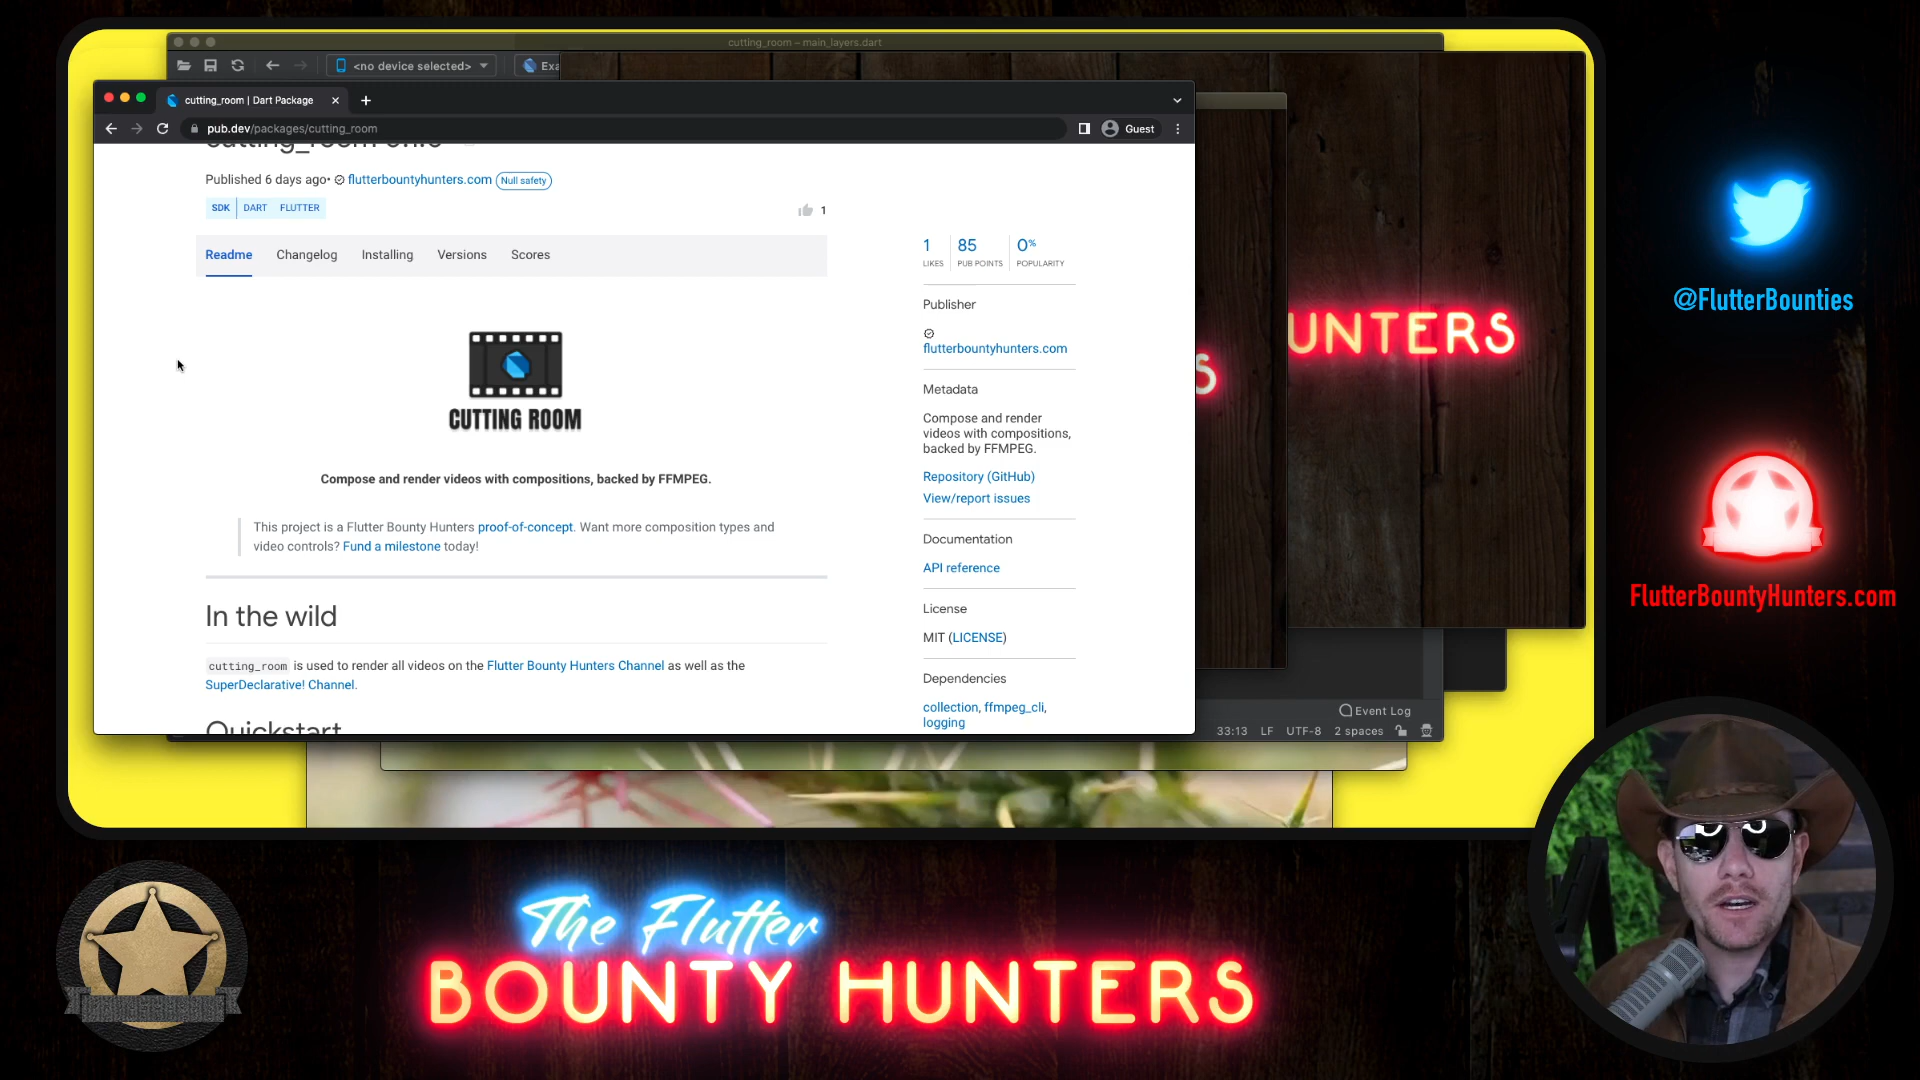 cutting_room – main_layers.dart
<no device selected>
Exa
cutting_room | Dart Package
pub.dev/packages/cutting_room
Guest
Published 6 days ago• flutterbountyhunters.com Null safety
SDK DART FLUTTER
1
Readme Changelog Installing Versions Scores
CUTTING ROOM
Compose and render videos with compositions, backed by FFMPEG.
This project is a Flutter Bounty Hunters proof-of-concept. Want more composition types and
video controls? Fund a milestone today!
In the wild
cutting_room is used to render all videos on the Flutter Bounty Hunters Channel as well as the
SuperDeclarative! Channel.
Quickstart
1 85 0%
LIKES PUB POINTS POPULARITY
Publisher
flutterbountyhunters.com
Metadata
Compose and render
videos with compositions,
backed by FFMPEG.
Repository (GitHub)
View/report issues
Documentation
API reference
License
MIT (LICENSE)
Dependencies
collection, ffmpeg_cli,
logging
S
UNTERS
Event Log
33:13 LF UTF-8 2 spaces
@FlutterBounties
FlutterBountyHunters.com
The Flutter
BOUNTY HUNTERS